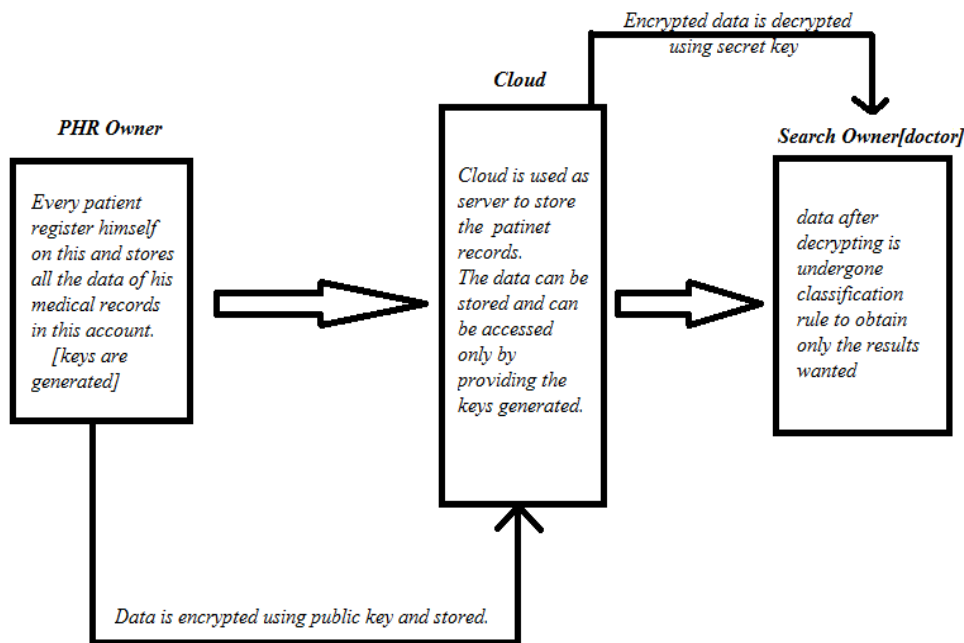 PHR Owner
Every patient
register himself
on this and stores
all the data of his
medical records
in this account.
[keys are
generated]
Data is encrypted using public key and stored.
Cloud
Cloud is used as
server to store
the patinet
records.
The data can be
stored and can
be accessed
only by
providing the
keys generated.
Encrypted data is decrypted
using secret key
Search Owner[doctor]
data after
decrypting is
undergone
classification
rule to obtain
only the results
wanted